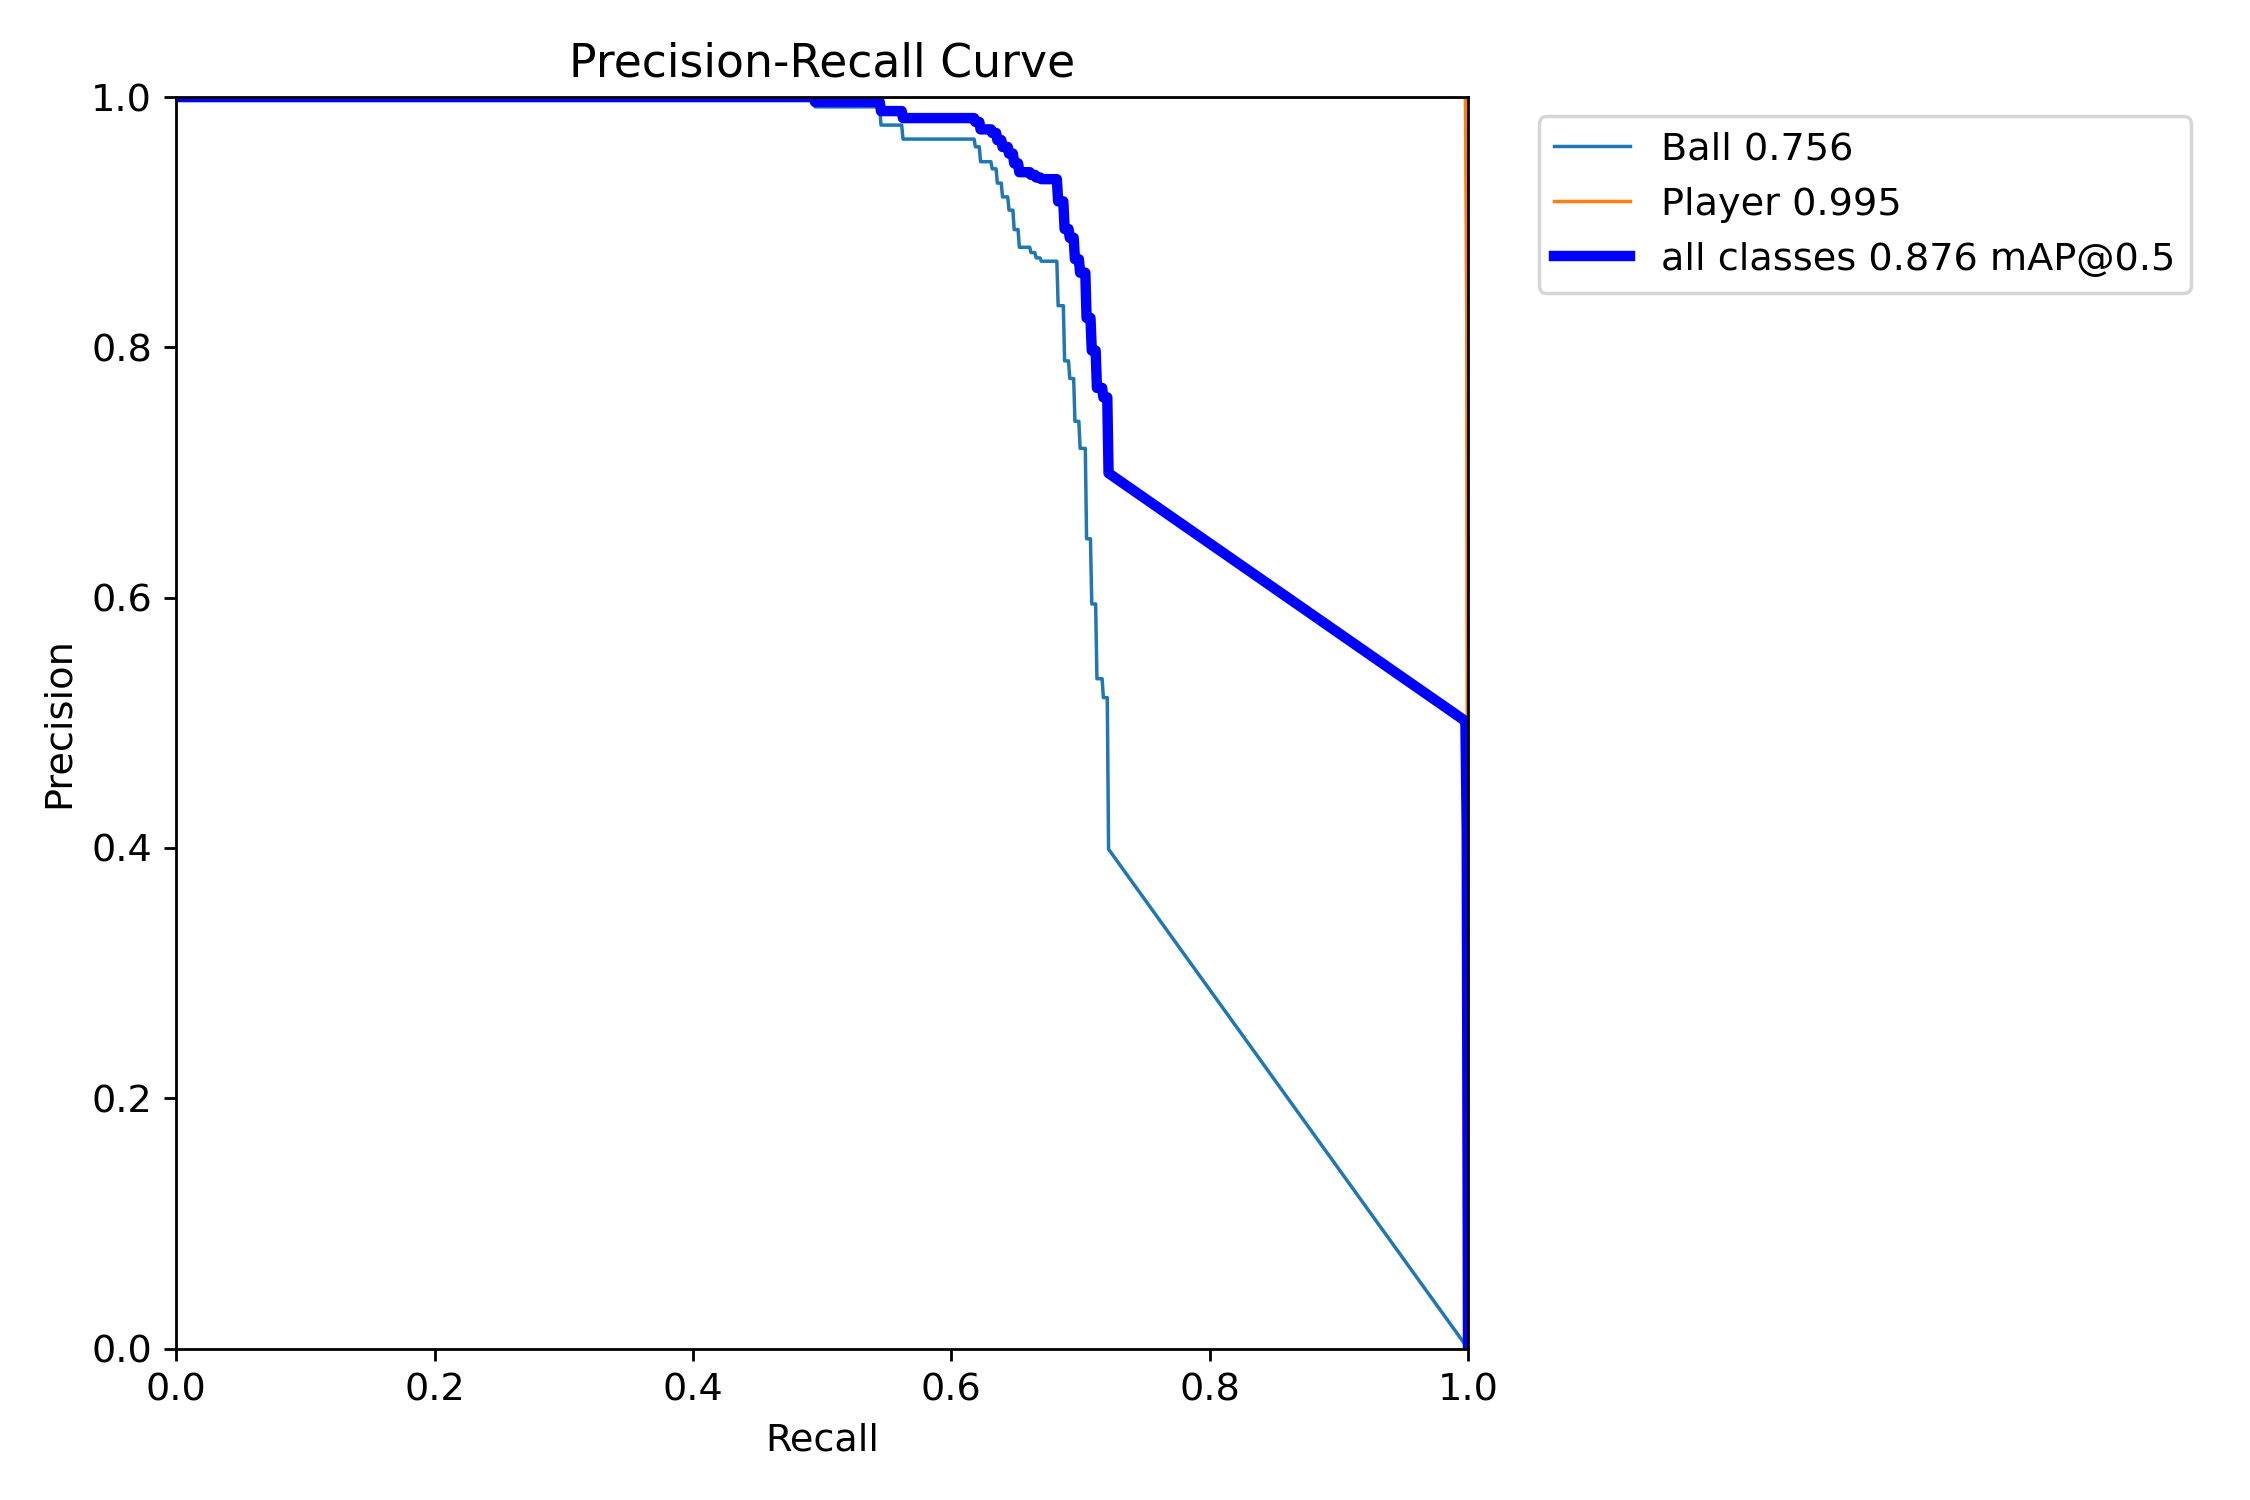 Precision-Recall Curve
1.0
0.8
0.6
0.4
0.2
0.0
Precision
0.0 0.2 0.4 0.6 0.8 1.0
Recall
Ball 0.756
Player 0.995
all classes 0.876 mAP@0.5